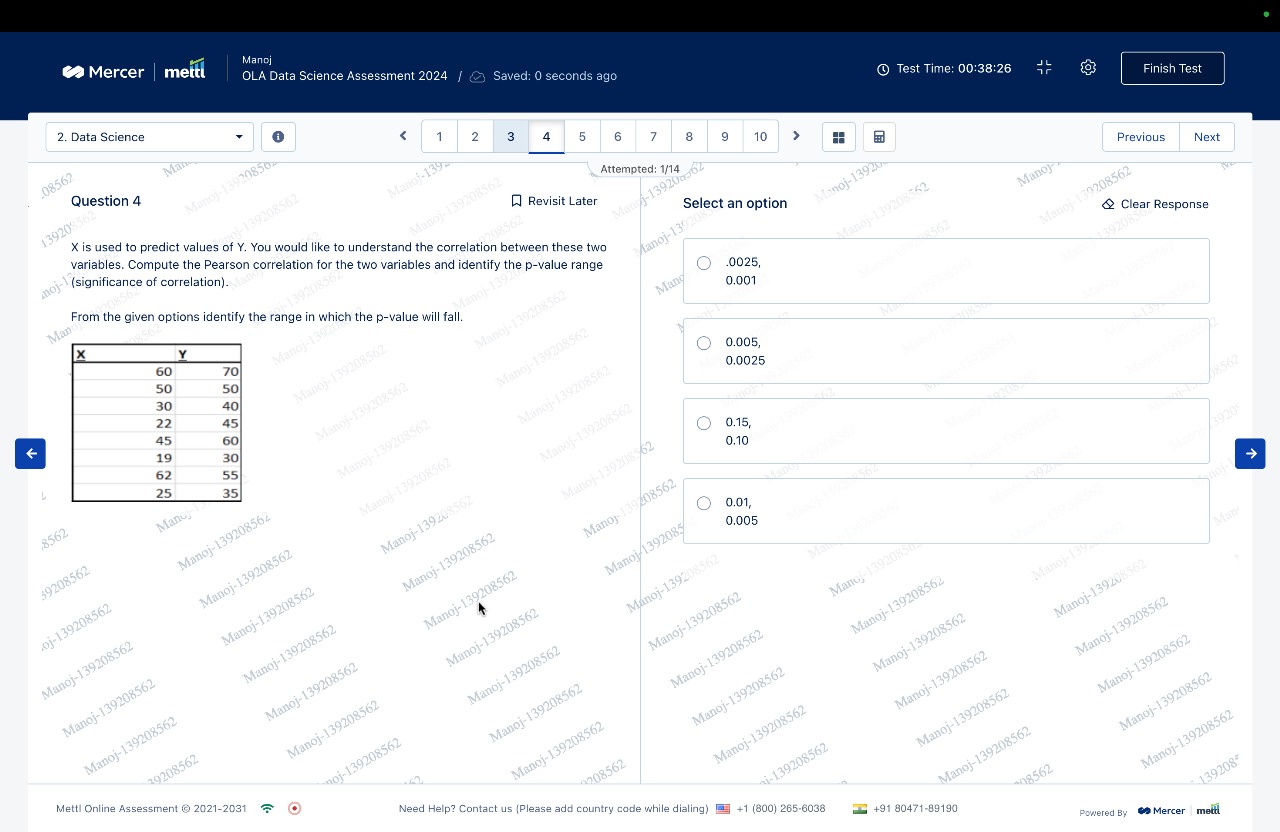 Mercer | mettl
Manoj
OLA Data Science Assessment 2024 / Saved: 0 seconds ago
Test Time: 00:38:26
Finish Test
2. Data Science
1 2 3 4 5 6 7 8 9 10
Previous Next
Attempted: 1/14
Question 4
Revisit Later
X is used to predict values of Y. You would like to understand the correlation between these two
variables. Compute the Pearson correlation for the two variables and identify the p-value range
(significance of correlation).
From the given options identify the range in which the p-value will fall.
X Y
60 70
50 50
30 40
22 45
45 60
19 30
62 55
25 35
Select an option
Clear Response
.0025,
0.001
0.005,
0.0025
0.15,
0.10
0.01,
0.005
Manoj-139208562
Mettl Online Assessment © 2021-2031
Need Help? Contact us (Please add country code while dialing) +1 (800) 265-6038 +91 80471-89190
Powered By Mercer | mettl